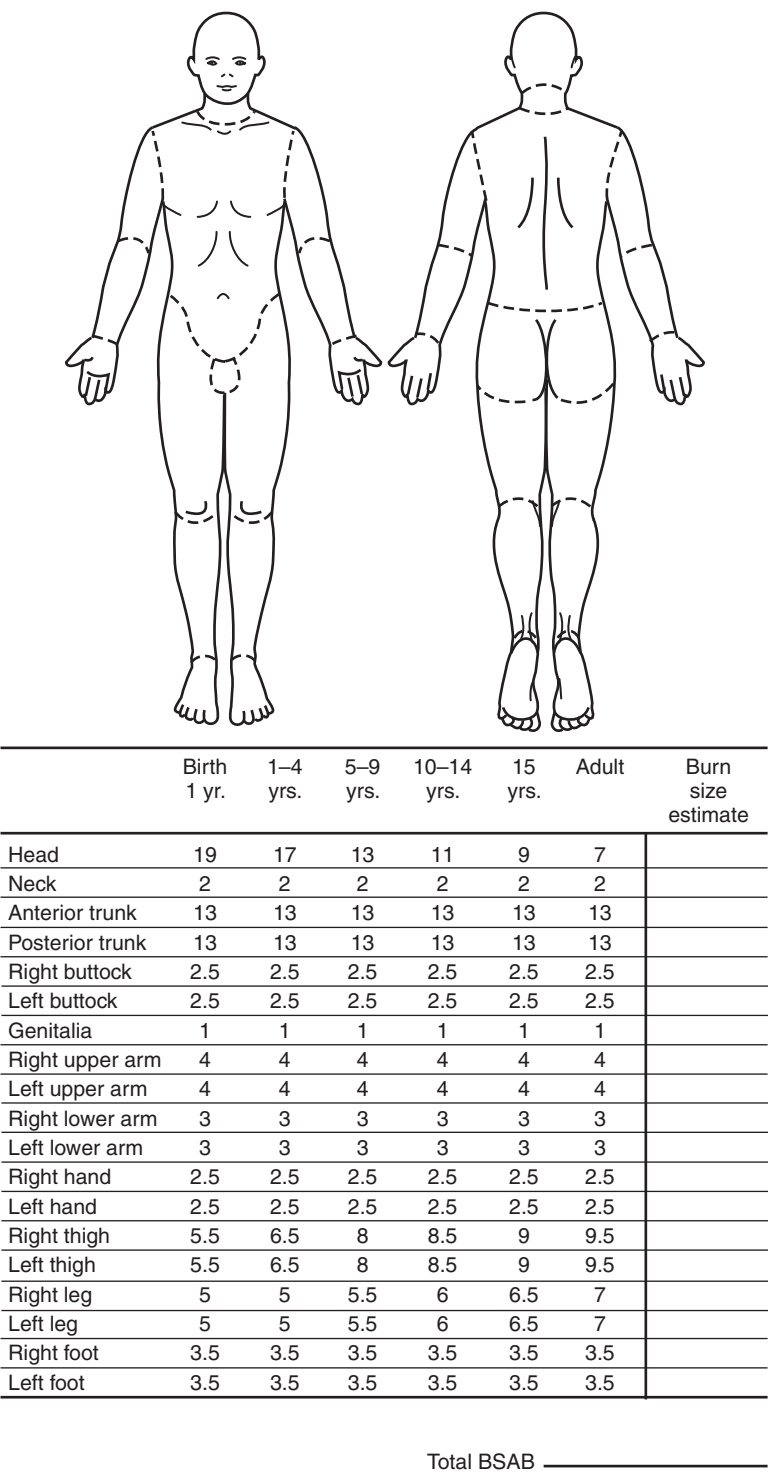 Birth 1–4 5–9 10–14 15 Adult Burn
1 yr. yrs. yrs. yrs. yrs. size
estimate
Head 19 17 13 11 9 7
Neck 2 2 2 2 2 2
Anterior trunk 13 13 13 13 13 13
Posterior trunk 13 13 13 13 13 13
Right buttock 2.5 2.5 2.5 2.5 2.5 2.5
Left buttock 2.5 2.5 2.5 2.5 2.5 2.5
Genitalia 1 1 1 1 1 1
Right upper arm 4 4 4 4 4 4
Left upper arm 4 4 4 4 4 4
Right lower arm 3 3 3 3 3 3
Left lower arm 3 3 3 3 3 3
Right hand 2.5 2.5 2.5 2.5 2.5 2.5
Left hand 2.5 2.5 2.5 2.5 2.5 2.5
Right thigh 5.5 6.5 8 8.5 9 9.5
Left thigh 5.5 6.5 8 8.5 9 9.5
Right leg 5 5 5.5 6 6.5 7
Left leg 5 5 5.5 6 6.5 7
Right foot 3.5 3.5 3.5 3.5 3.5 3.5
Left foot 3.5 3.5 3.5 3.5 3.5 3.5
Total BSAB